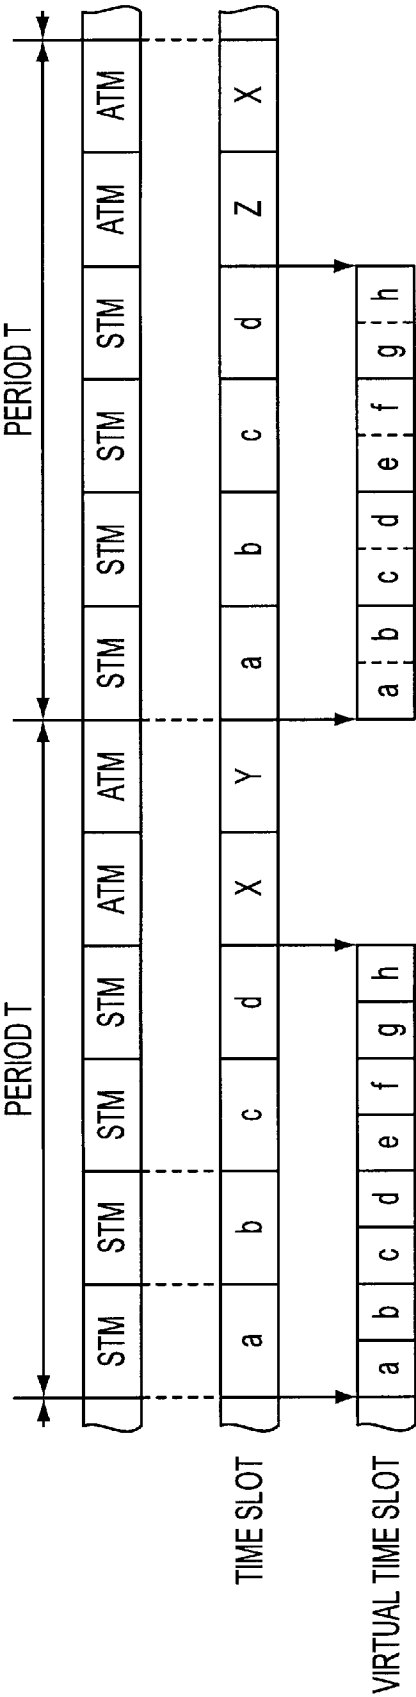 PERIOD T PERIOD T
STM STM STM STM ATM ATM STM STM STM STM ATM ATM
TIME SLOT a b c d X Y a b c d Z X
VIRTUAL TIME SLOT a b c d e f g h a b c d e f g h